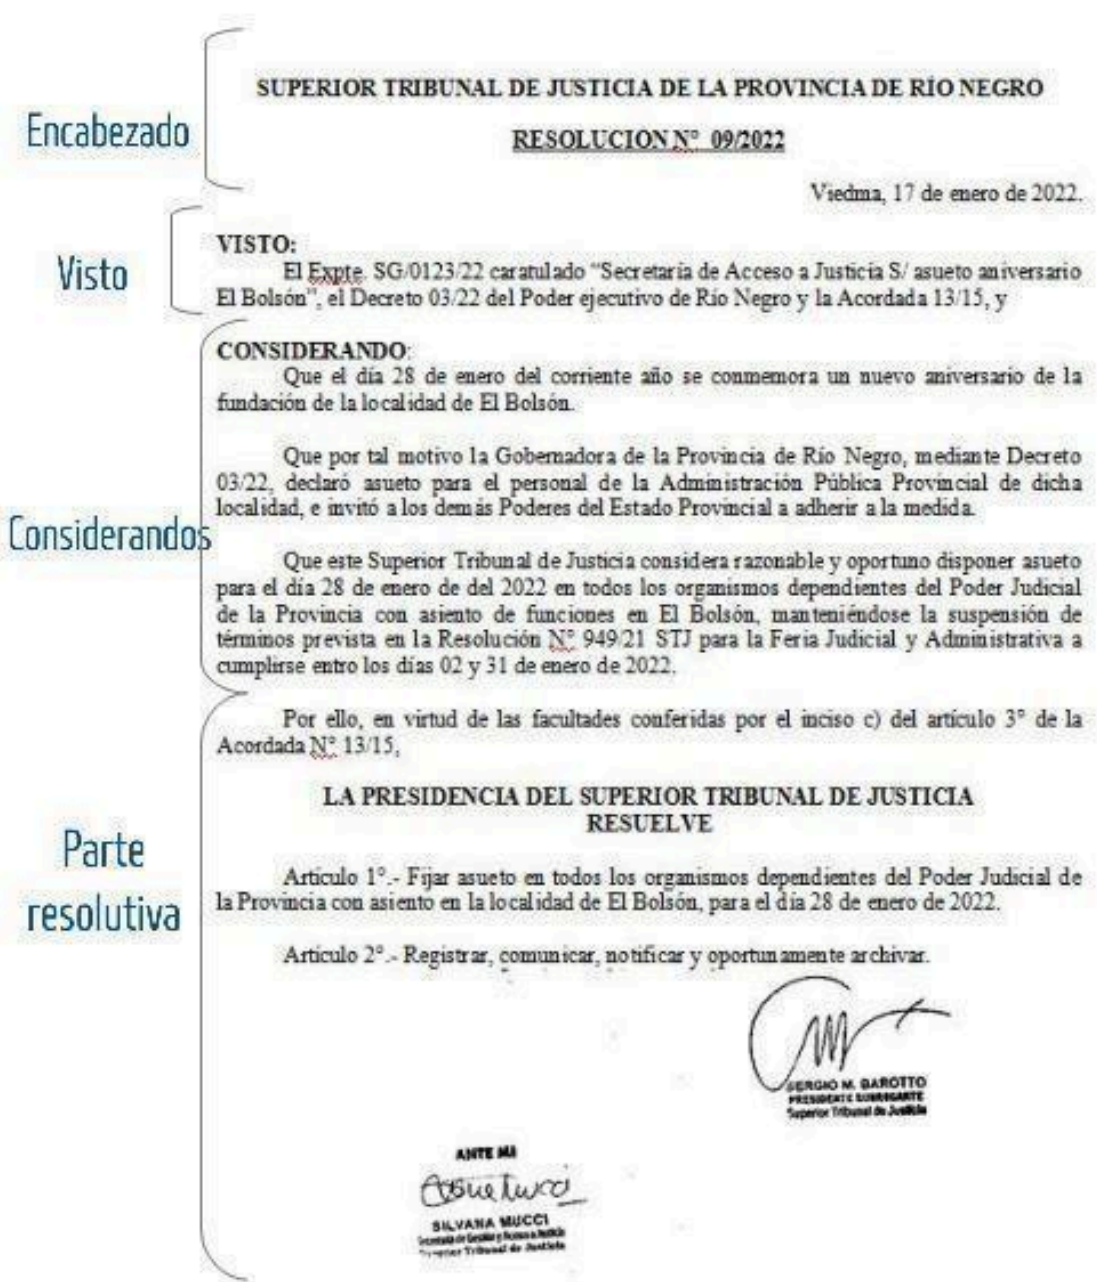 Encabezado
SUPERIOR TRIBUNAL DE JUSTICIA DE LA PROVINCIA DE RÍO NEGRO
RESOLUCION Nº 09/2022
Viedma, 17 de enero de 2022.
Visto
VISTO:
El Expte. SG/0123/22 caratulado “Secretaría de Acceso a Justicia S/ asueto aniversario
El Bolsón”, el Decreto 03/22 del Poder ejecutivo de Río Negro y la Acordada 13/15, y
Considerandos
CONSIDERANDO:
Que el día 28 de enero del corriente año se conmemora un nuevo aniversario de la
fundación de la localidad de El Bolsón.
Que por tal motivo la Gobernadora de la Provincia de Río Negro, mediante Decreto
03/22, declaró asueto para el personal de la Administración Pública Provincial de dicha
localidad, e invitó a los demás Poderes del Estado Provincial a adherir a la medida.
Que este Superior Tribunal de Justicia considera razonable y oportuno disponer asueto
para el día 28 de enero de del 2022 en todos los organismos dependientes del Poder Judicial
de la Provincia con asiento de funciones en El Bolsón, manteniéndose la suspensión de
términos prevista en la Resolución Nº 949/21 STJ para la Feria Judicial y Administrativa a
cumplirse entro los días 02 y 31 de enero de 2022.
Parte
resolutiva
Por ello, en virtud de las facultades conferidas por el inciso c) del artículo 3° de la
Acordada Nº 13/15,
LA PRESIDENCIA DEL SUPERIOR TRIBUNAL DE JUSTICIA
RESUELVE
Artículo 1°.- Fijar asueto en todos los organismos dependientes del Poder Judicial de
la Provincia con asiento en la localidad de El Bolsón, para el día 28 de enero de 2022.
Artículo 2°.- Registrar, comunicar, notificar y oportunamente archivar.
SERGIO M. BAROTTO
PRESIDENTE SUBROGANTE
Superior Tribunal de Justicia
ANTE MI
SILVANA MUCCI
Secretaria de Gestión y Acceso a Justicia
Superior Tribunal de Justicia